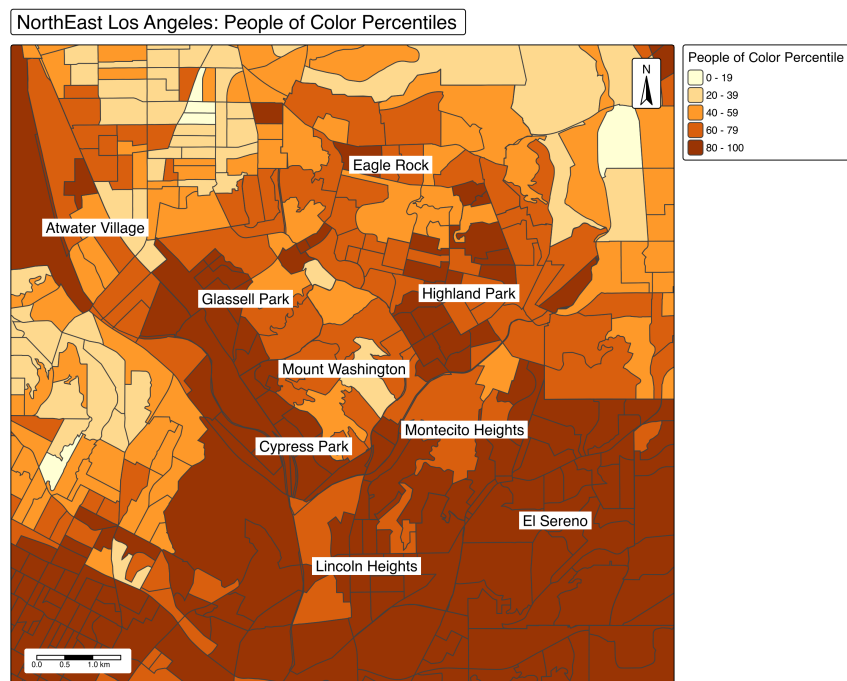 NorthEast Los Angeles: People of Color Percentiles
N
People of Color Percentile
0 - 19
20 - 39
40 - 59
60 - 79
80 - 100
Eagle Rock
Atwater Village
Glassell Park
Highland Park
Mount Washington
Montecito Heights
Cypress Park
El Sereno
Lincoln Heights
0.0 0.5 1.0 km